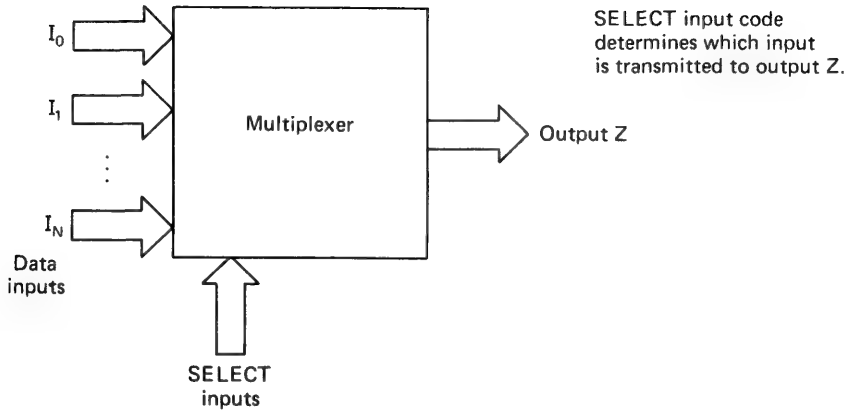 I0
I1
IN
Data
inputs
Multiplexer
SELECT
inputs
Output Z
SELECT input code
determines which input
is transmitted to output Z.